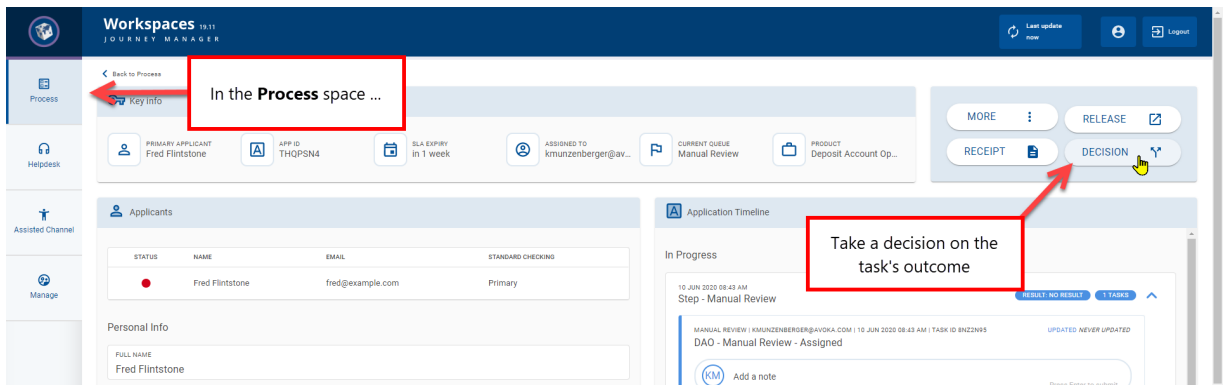 Workspaces 19.11
JOURNEY MANAGER
Last update
now
Logout
Process
Helpdesk
Assisted Channel
Manage
Back to Process
In the Process space ...
Key Info
PRIMARY APPLICANT
Fred Flintstone
APP ID
THQPSN4
SLA EXPIRY
in 1 week
ASSIGNED TO
kmunzenberger@av...
CURRENT QUEUE
Manual Review
PRODUCT
Deposit Account Op...
MORE
RELEASE
RECEIPT
DECISION
Take a decision on the
task's outcome
Applicants
STATUS NAME EMAIL STANDARD CHECKING
Fred Flintstone fred@example.com Primary
Personal Info
FULL NAME
Fred Flintstone
A Application Timeline
In Progress
10 JUN 2020 08:43 AM
Step - Manual Review
RESULT: NO RESULT 1 TASKS
MANUAL REVIEW | KMUNZENBERGER@AVOKA.COM | 10 JUN 2020 08:43 AM | TASK ID 8NZ2N95
UPDATED NEVER UPDATED
DAO - Manual Review - Assigned
KM Add a note
Press Enter to submit